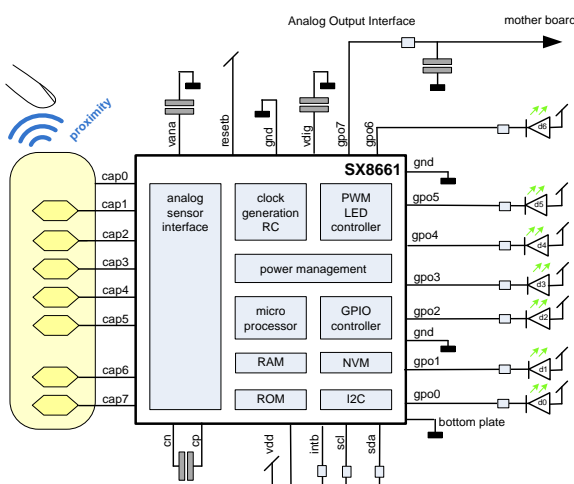 Analog Output Interface
mother board
proximity
vana
resetb
gnd
vdig
gpo7
gpo6
d6
SX8661
gnd
cap0
cap1
cap2
cap3
cap4
cap5
cap6
cap7
analog
sensor
interface
clock
generation
RC
PWM
LED
controller
power management
micro
processor
GPIO
controller
RAM
NVM
ROM
I2C
gpo5
d5
gpo4
d4
gpo3
d3
gpo2
d2
gnd
gpo1
d1
gpo0
d0
bottom plate
cn
cp
vdd
intb
scl
sda